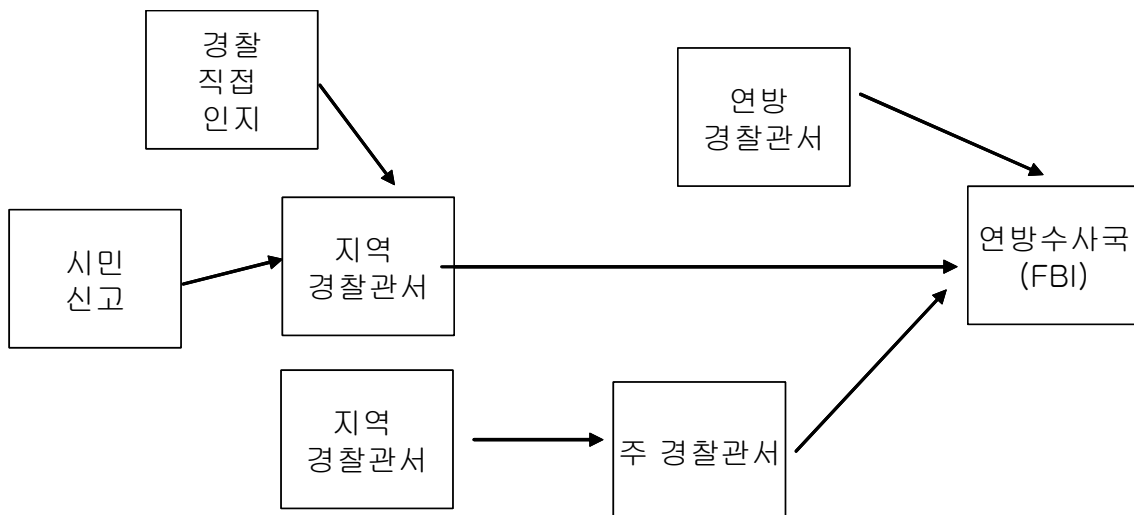 경찰
직접
인지
연방
경찰관서
시민
신고
지역
경찰관서
연방수사국
(FBI)
지역
경찰관서
주 경찰관서